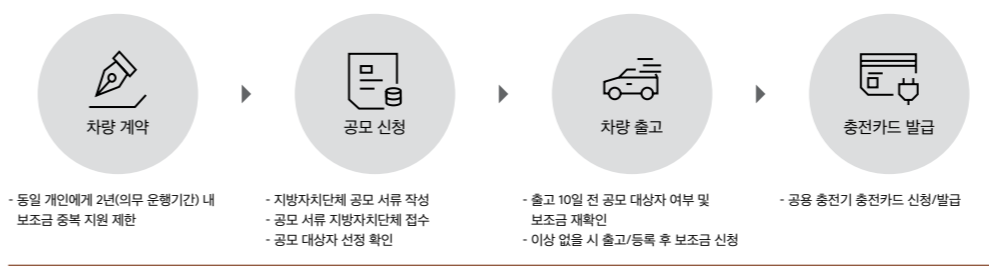 차량 계약
공모 신청
차량 출고
충전카드 발급
- 동일 개인에게 2년(의무 운행기간) 내
보조금 중복 지원 제한
- 지방자치단체 공모 서류 작성
- 공모 서류 지방자치단체 접수
- 공모 대상자 선정 확인
- 출고 10일 전 공모 대상자 여부 및
보조금 재확인
- 이상 없을 시 출고/등록 후 보조금 신청
- 공용 충전기 충전카드 신청/발급